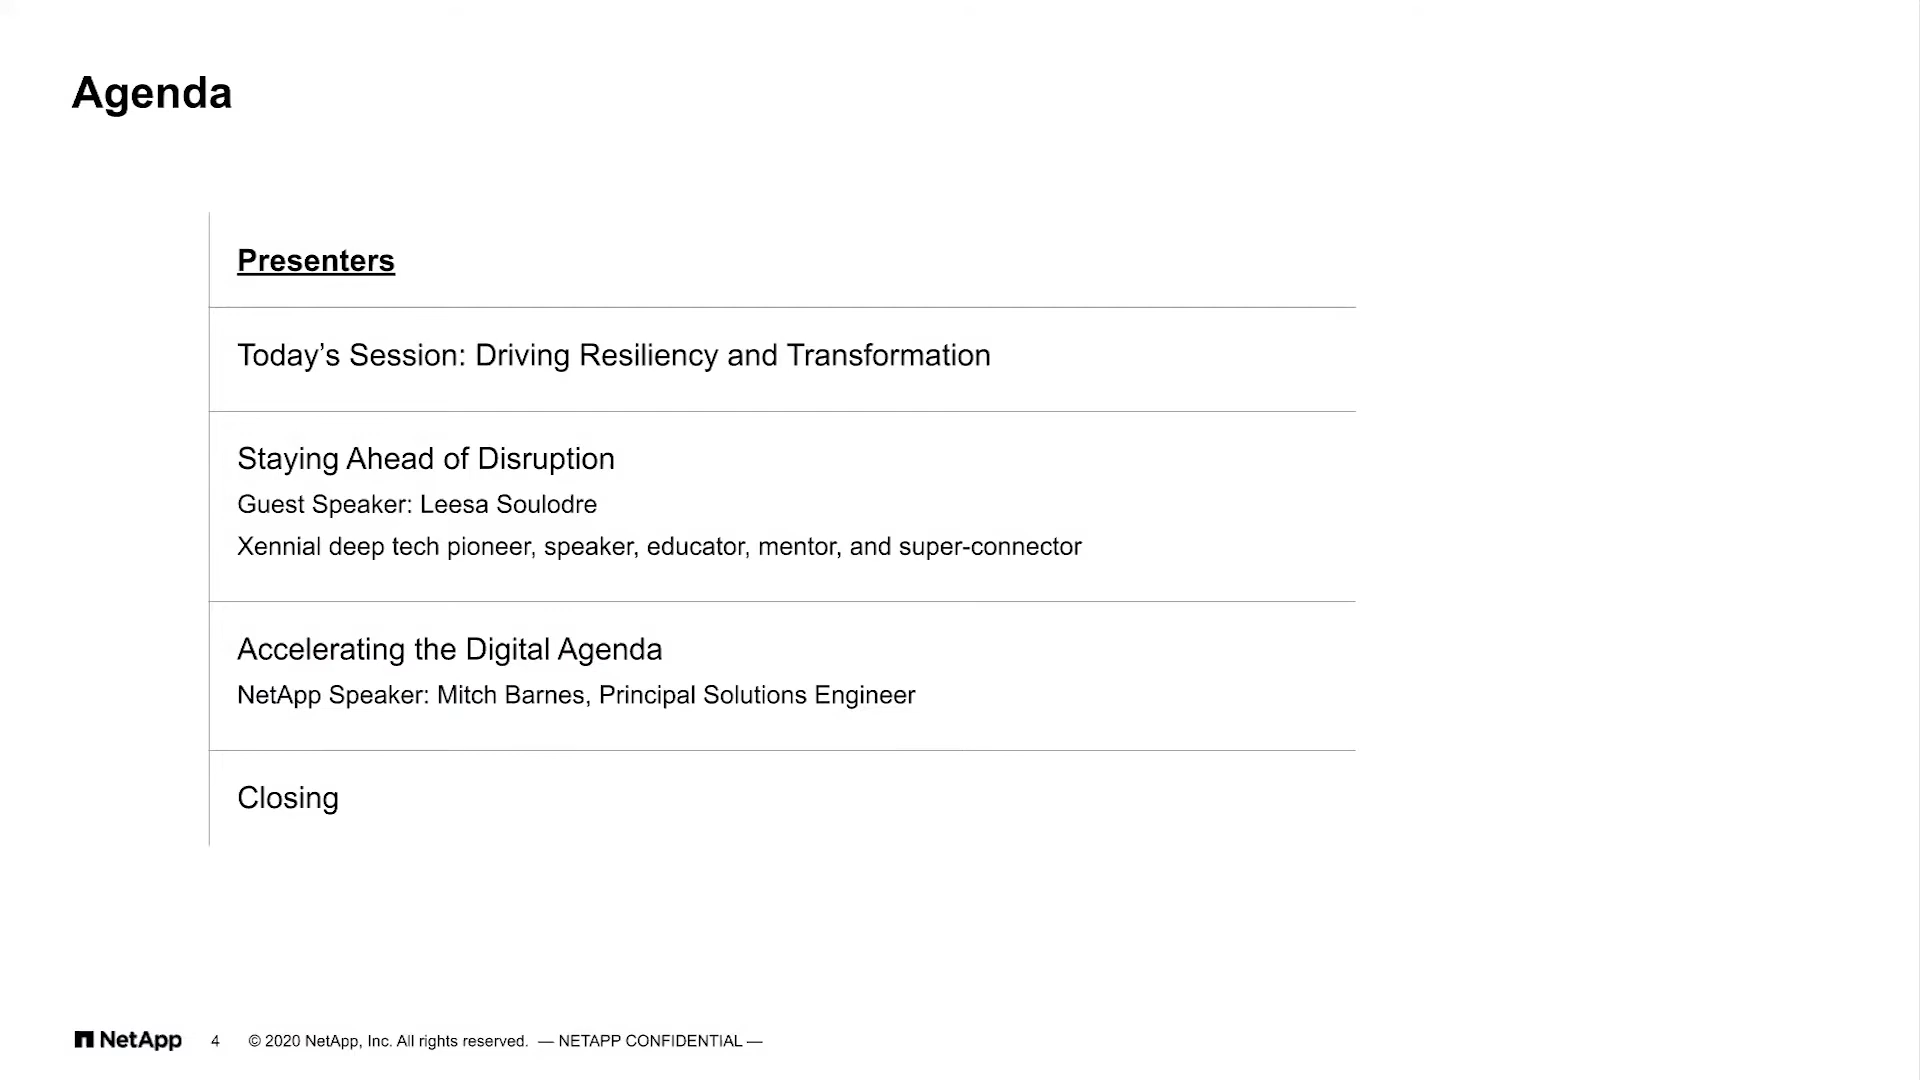 Agenda
Presenters
Today’s Session: Driving Resiliency and Transformation
Staying Ahead of Disruption
Guest Speaker: Leesa Soulodre
Xennial deep tech pioneer, speaker, educator, mentor, and super-connector
Accelerating the Digital Agenda
NetApp Speaker: Mitch Barnes, Principal Solutions Engineer
Closing
NetApp 4 © 2020 NetApp, Inc. All rights reserved. — NETAPP CONFIDENTIAL —